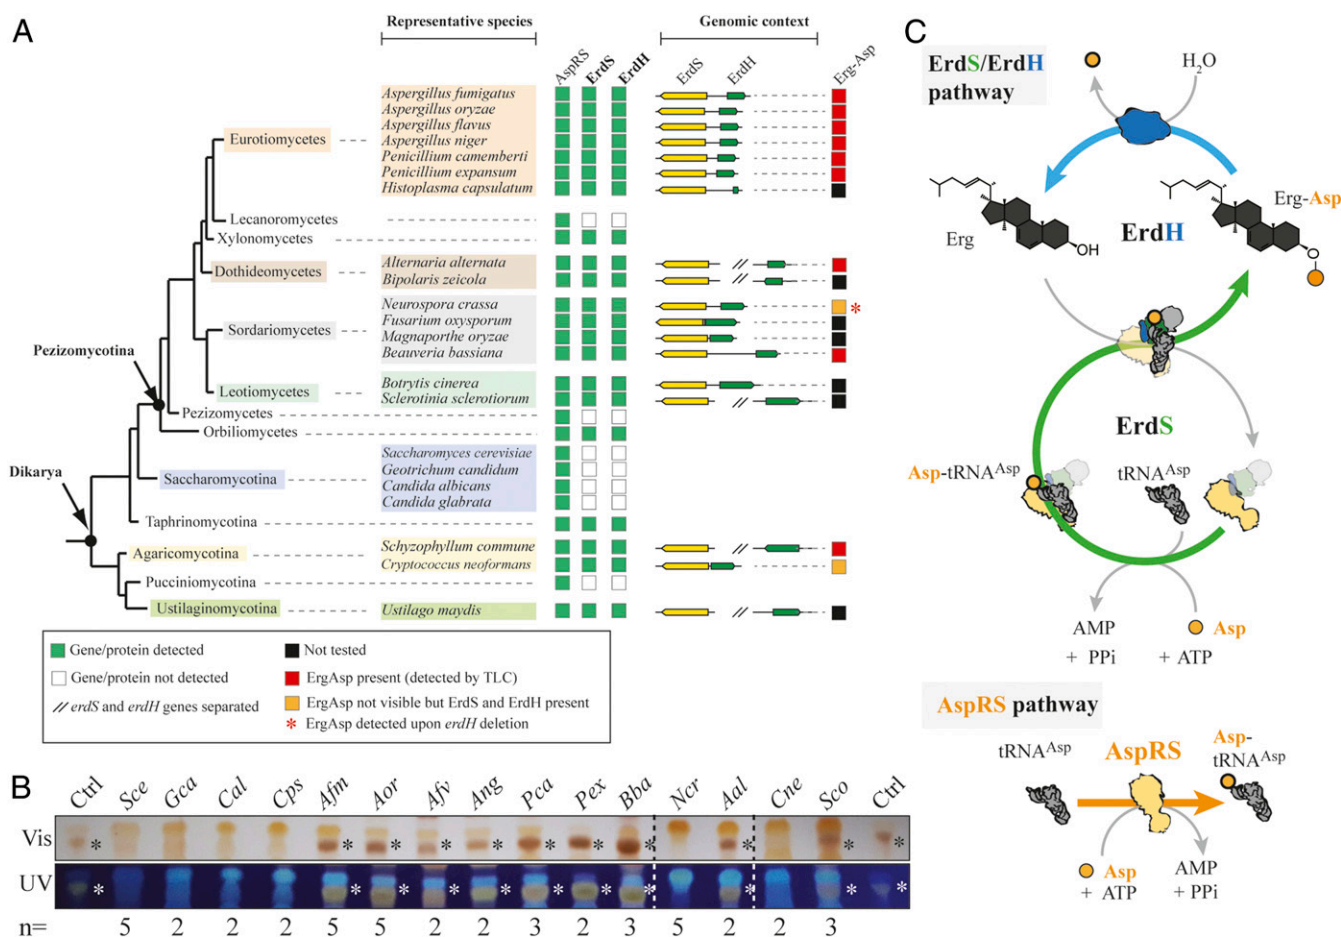 A
Representative species
Genomic context
AspRS
ErdS
ErdH
ErdS
ErdH
Erg-Asp
Eurotiomycetes
Aspergillus fumigatus
Aspergillus oryzae
Aspergillus flavus
Aspergillus niger
Penicillium camemberti
Penicillium expansum
Histoplasma capsulatum
Lecanoromycetes
Xylonomycetes
Dothideomycetes
Alternaria alternata
Bipolaris zeicola
//
Sordariomycetes
Neurospora crassa
*
Fusarium oxysporum
Magnaporthe oryzae
Beauveria bassiana
Pezizomycotina
Leotiomycetes
Botrytis cinerea
Sclerotinia sclerotiorum
//
Pezizomycetes
Orbiliomycetes
Dikarya
Saccharomycotina
Saccharomyces cerevisiae
Geotrichum candidum
Candida albicans
Candida glabrata
Taphrinomycotina
Agaricomycotina
Schyzophyllum commune
//
Cryptococcus neoformans
Pucciniomycotina
Ustilaginomycotina
Ustilago maydis
//
Gene/protein detected
Gene/protein not detected
// erdS and erdH genes separated
Not tested
ErgAsp present (detected by TLC)
ErgAsp not visible but ErdS and ErdH present
* ErgAsp detected upon erdH deletion
B
Ctrl Sce Gca Cal Cps Afm Aor Afv Ang Pca Pex Bba Ncr Aal Cne Sco Ctrl
Vis * * * * * * * * * * *
UV * * * * * * * * * * *
n= 5 2 2 2 5 5 2 2 3 2 3 5 2 2 3
C
ErdS/ErdH
pathway
H2O
Erg
OH
ErdH
Erg-Asp
O
ErdS
Asp-tRNAAsp
tRNAAsp
AMP
+ PPi
Asp
+ ATP
AspRS pathway
tRNAAsp
AspRS
Asp-
tRNAAsp
Asp
+ ATP
AMP
+ PPi